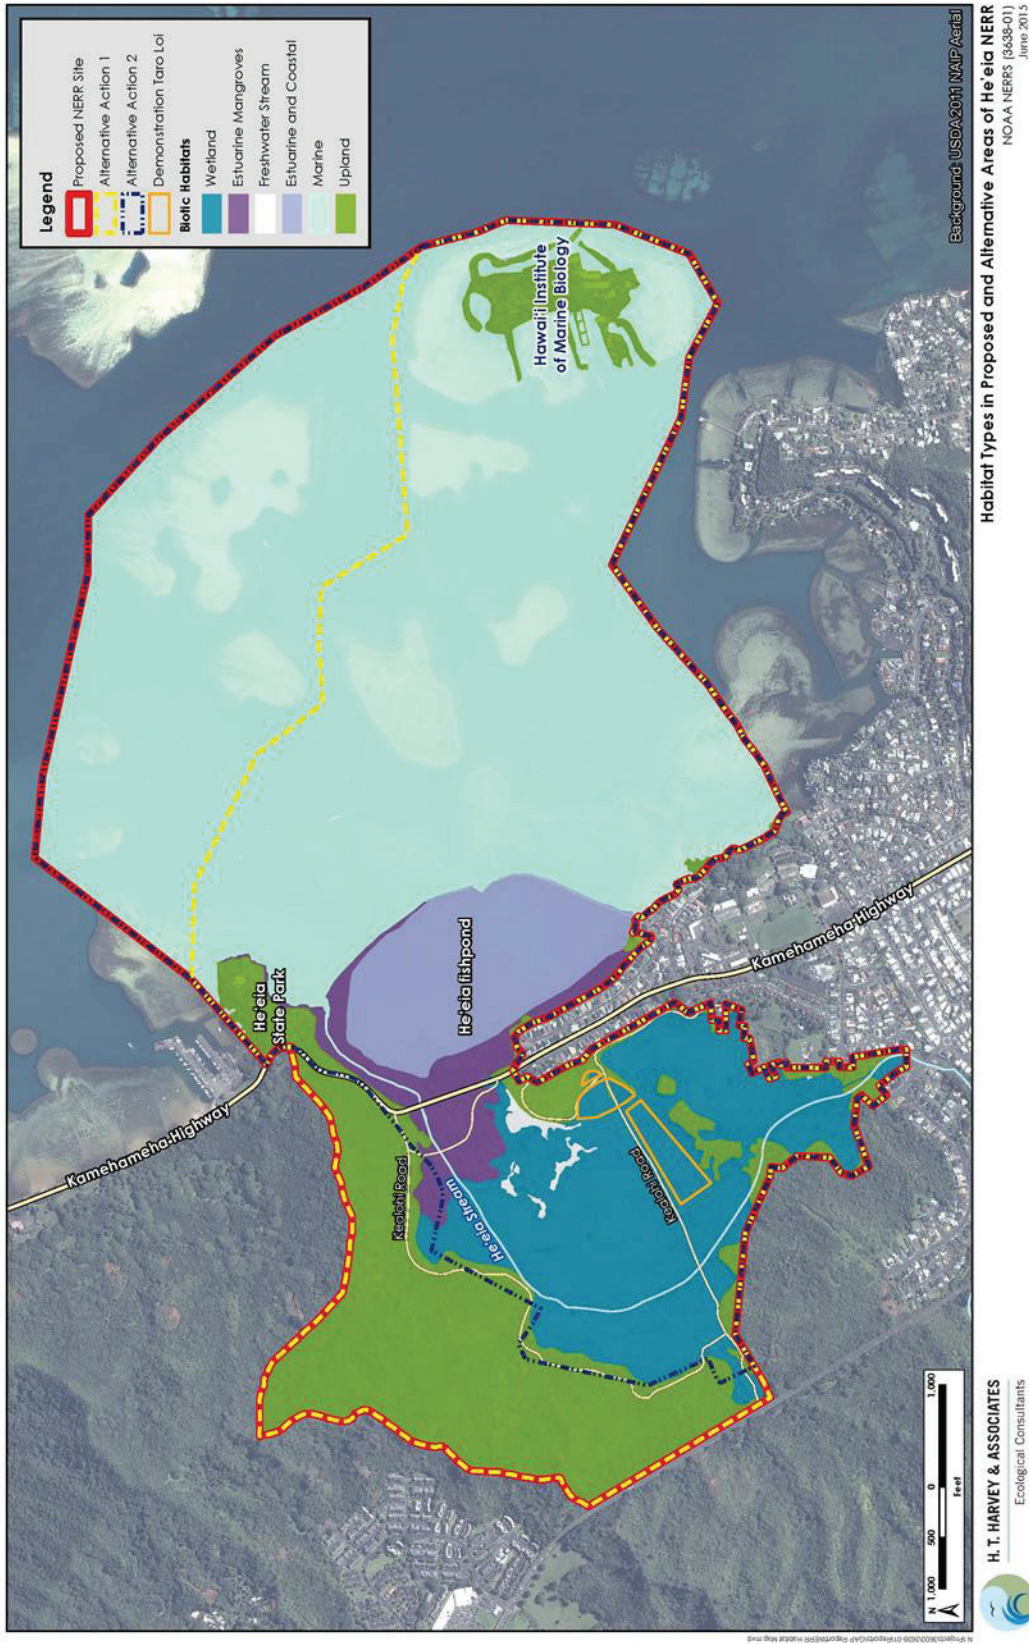 Legend
Proposed NERR Site
Alternative Action 1
Alternative Action 2
Demonstration Taro Loi
Biotic Habitats
Wetland
Estuarine Mangroves
Freshwater Stream
Estuarine and Coastal
Marine
Upland
Kamehameha Highway
He'eia
State Park
Hawai'i Institute
of Marine Biology
He'eia fishpond
Kealohi Road
He'eia Stream
Kealohi Road
Kamehameha Highway
Background: USDA 2011 NAIP Aerial
N 1,000
500
0
1,000
Feet
H. T. HARVEY & ASSOCIATES
Ecological Consultants
Habitat Types in Proposed and Alternative Areas of He'eia NERR
NOAA NERRS (3638-01)
June 2015